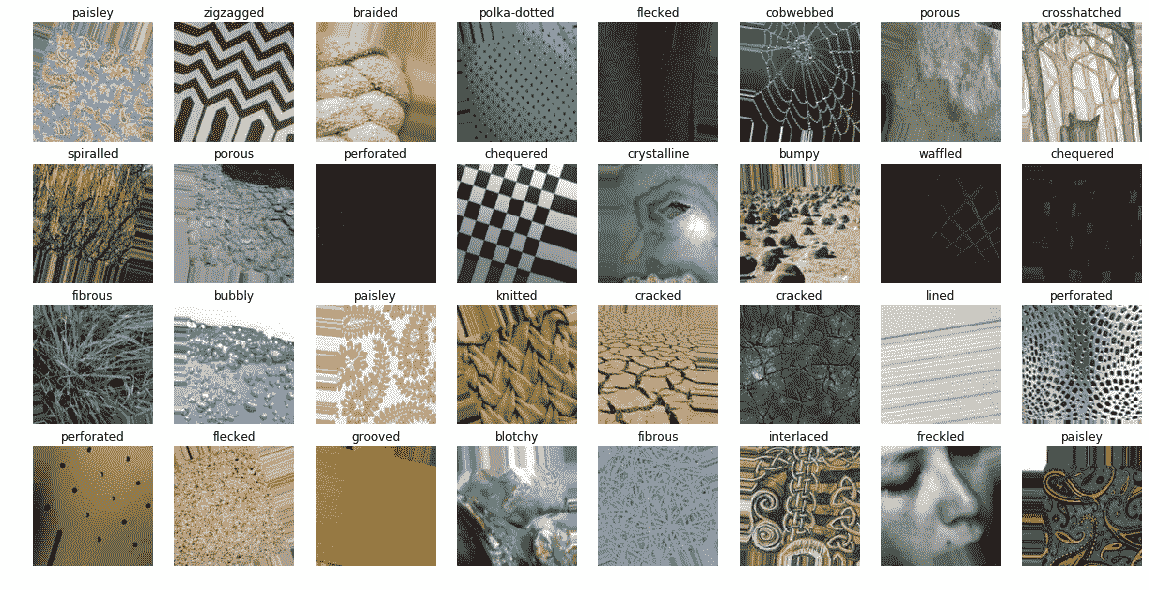 paisley zigzagged braided polka-dotted flecked cobwebbed porous crosshatched
spiralled porous perforated chequered crystalline bumpy waffled chequered
fibrous bubbly paisley knitted cracked cracked lined perforated
perforated flecked grooved blotchy fibrous interlaced freckled paisley